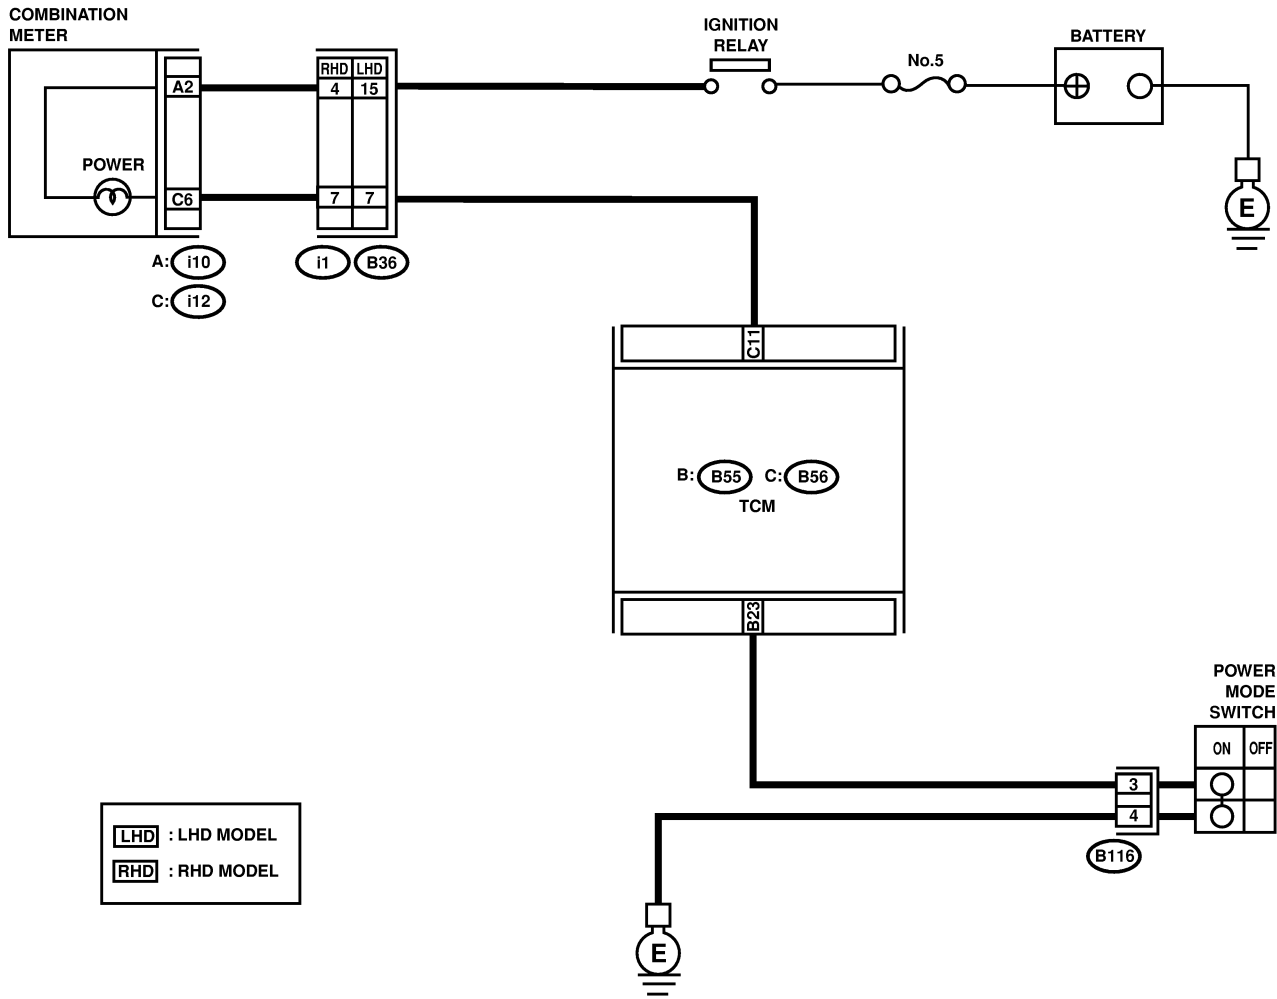 COMBINATION
METER
IGNITION
RELAY
No.5
BATTERY
RHD LHD
A2
4 15
POWER
C6
7 7
E
A: i10
i1 B36
C: i12
C11
B: B55 C: B56
TCM
B23
POWER
MODE
SWITCH
ON OFF
3
4
B116
LHD : LHD MODEL
RHD : RHD MODEL
E